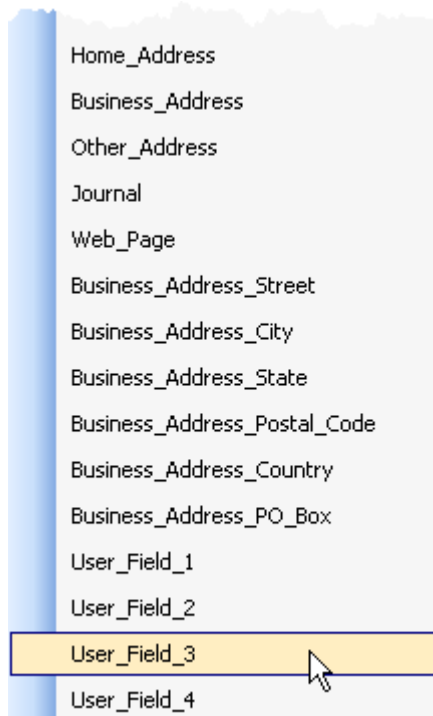 Home_Address
Business_Address
Other_Address
Journal
Web_Page
Business_Address_Street
Business_Address_City
Business_Address_State
Business_Address_Postal_Code
Business_Address_Country
Business_Address_PO_Box
User_Field_1
User_Field_2
User_Field_3
User_Field_4